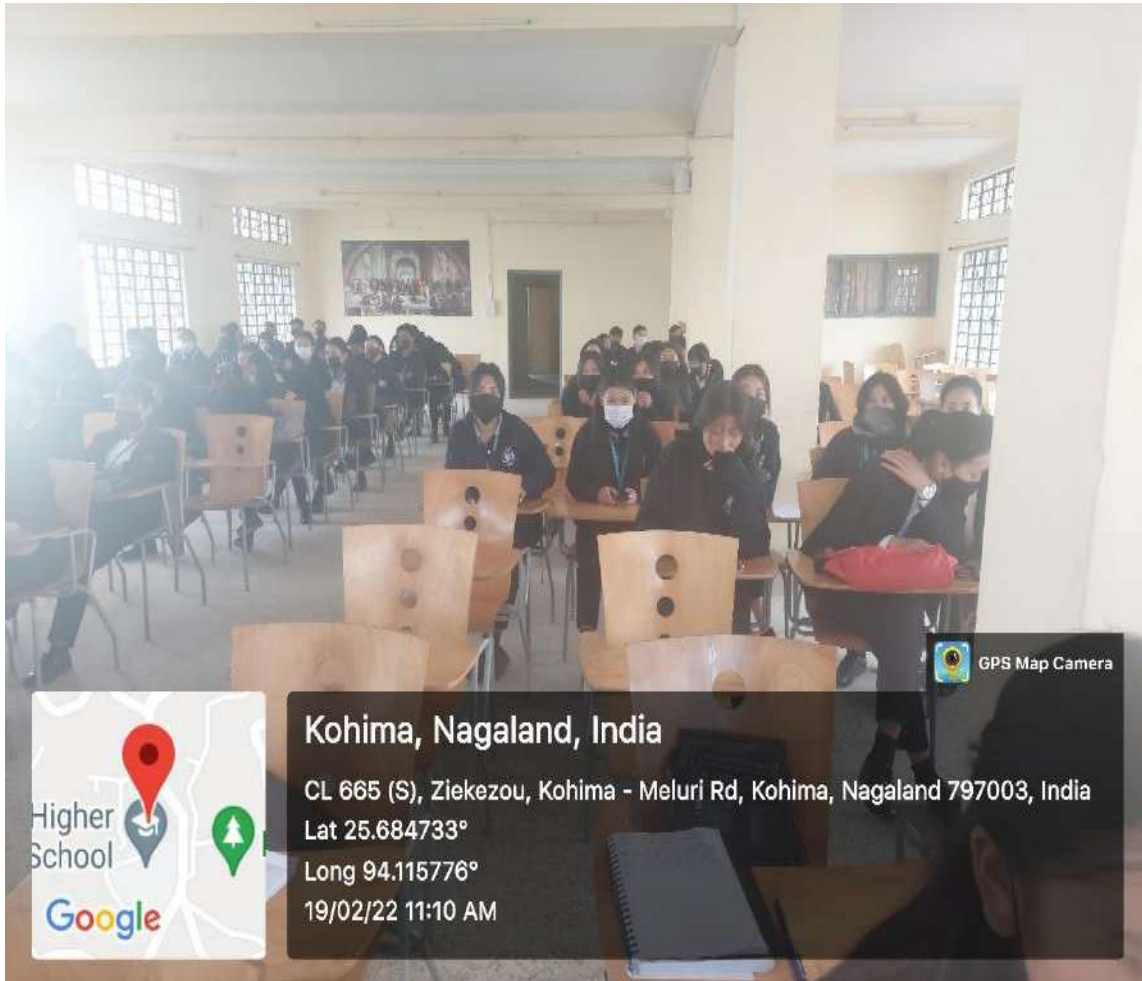 GPS Map Camera
Kohima, Nagaland, India
CL 665 (S), Ziekezou, Kohima - Meluri Rd, Kohima, Nagaland 797003, India
Lat 25.684733°
Long 94.115776°
19/02/22 11:10 AM
Higher
School
Google